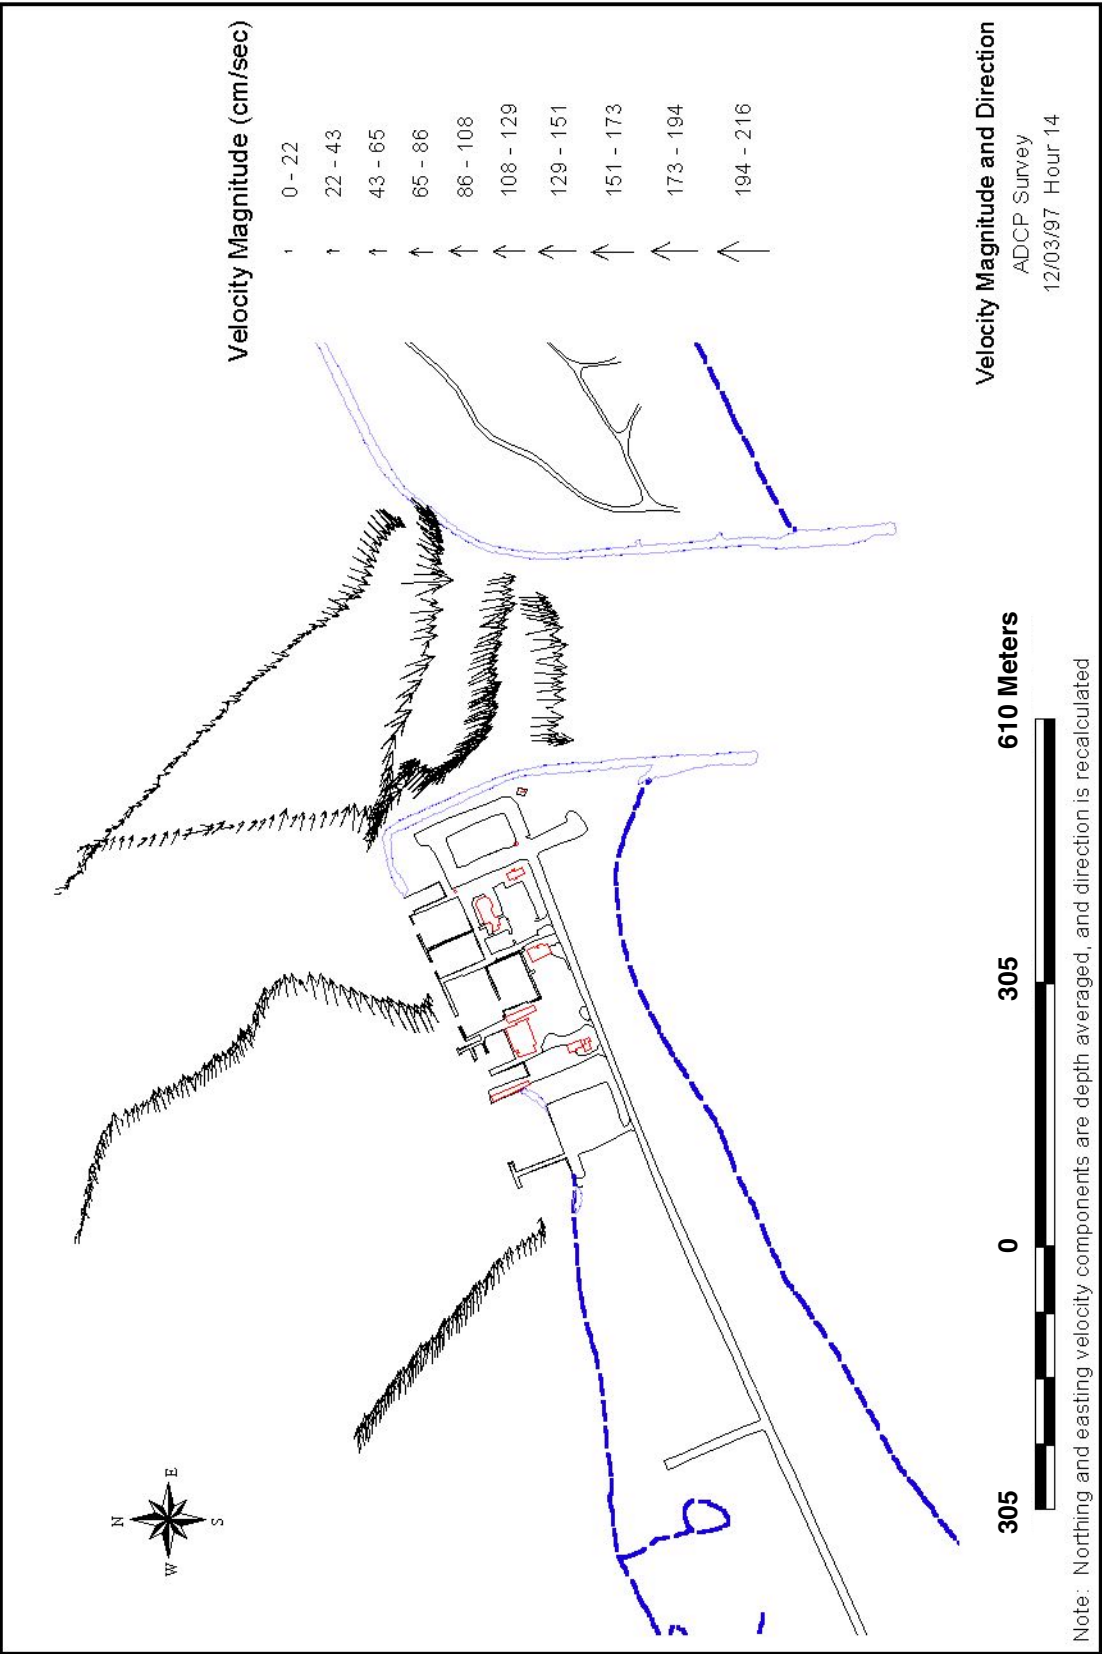 Velocity Magnitude (cm/sec)
0 - 22
22 - 43
43 - 65
65 - 86
86 - 108
108 - 129
129 - 151
151 - 173
173 - 194
194 - 216
N
W
E
S
Velocity Magnitude and Direction
ADCP Survey
12/03/97 Hour 14
305 0 305 610 Meters
Note: Northing and easting velocity components are depth averaged, and direction is recalculated